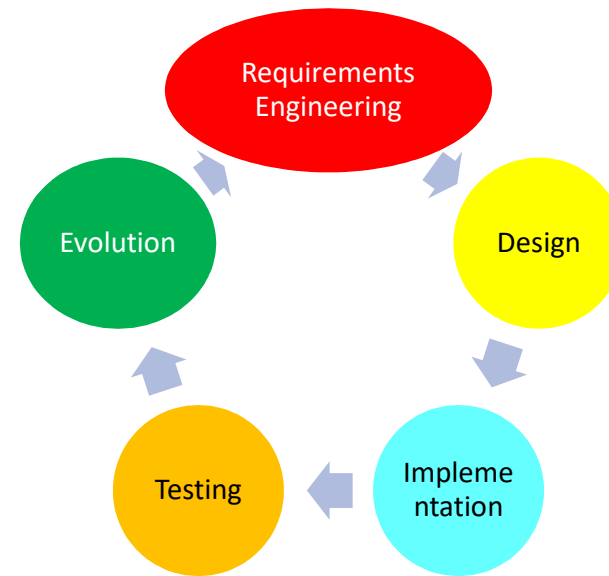 Requirements
Engineering
Evolution
Design
Testing
Impleme
ntation